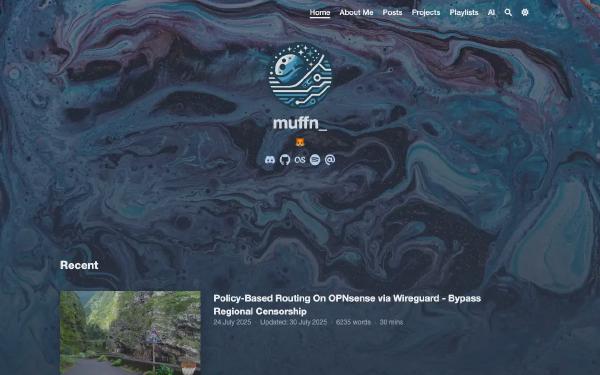 Home About Me Posts Projects Playlists AI
muffn_
Recent
Policy-Based Routing On OPNsense via Wireguard - Bypass
Regional Censorship
24 July 2025 · Updated: 30 July 2025 · 6235 words · 30 mins